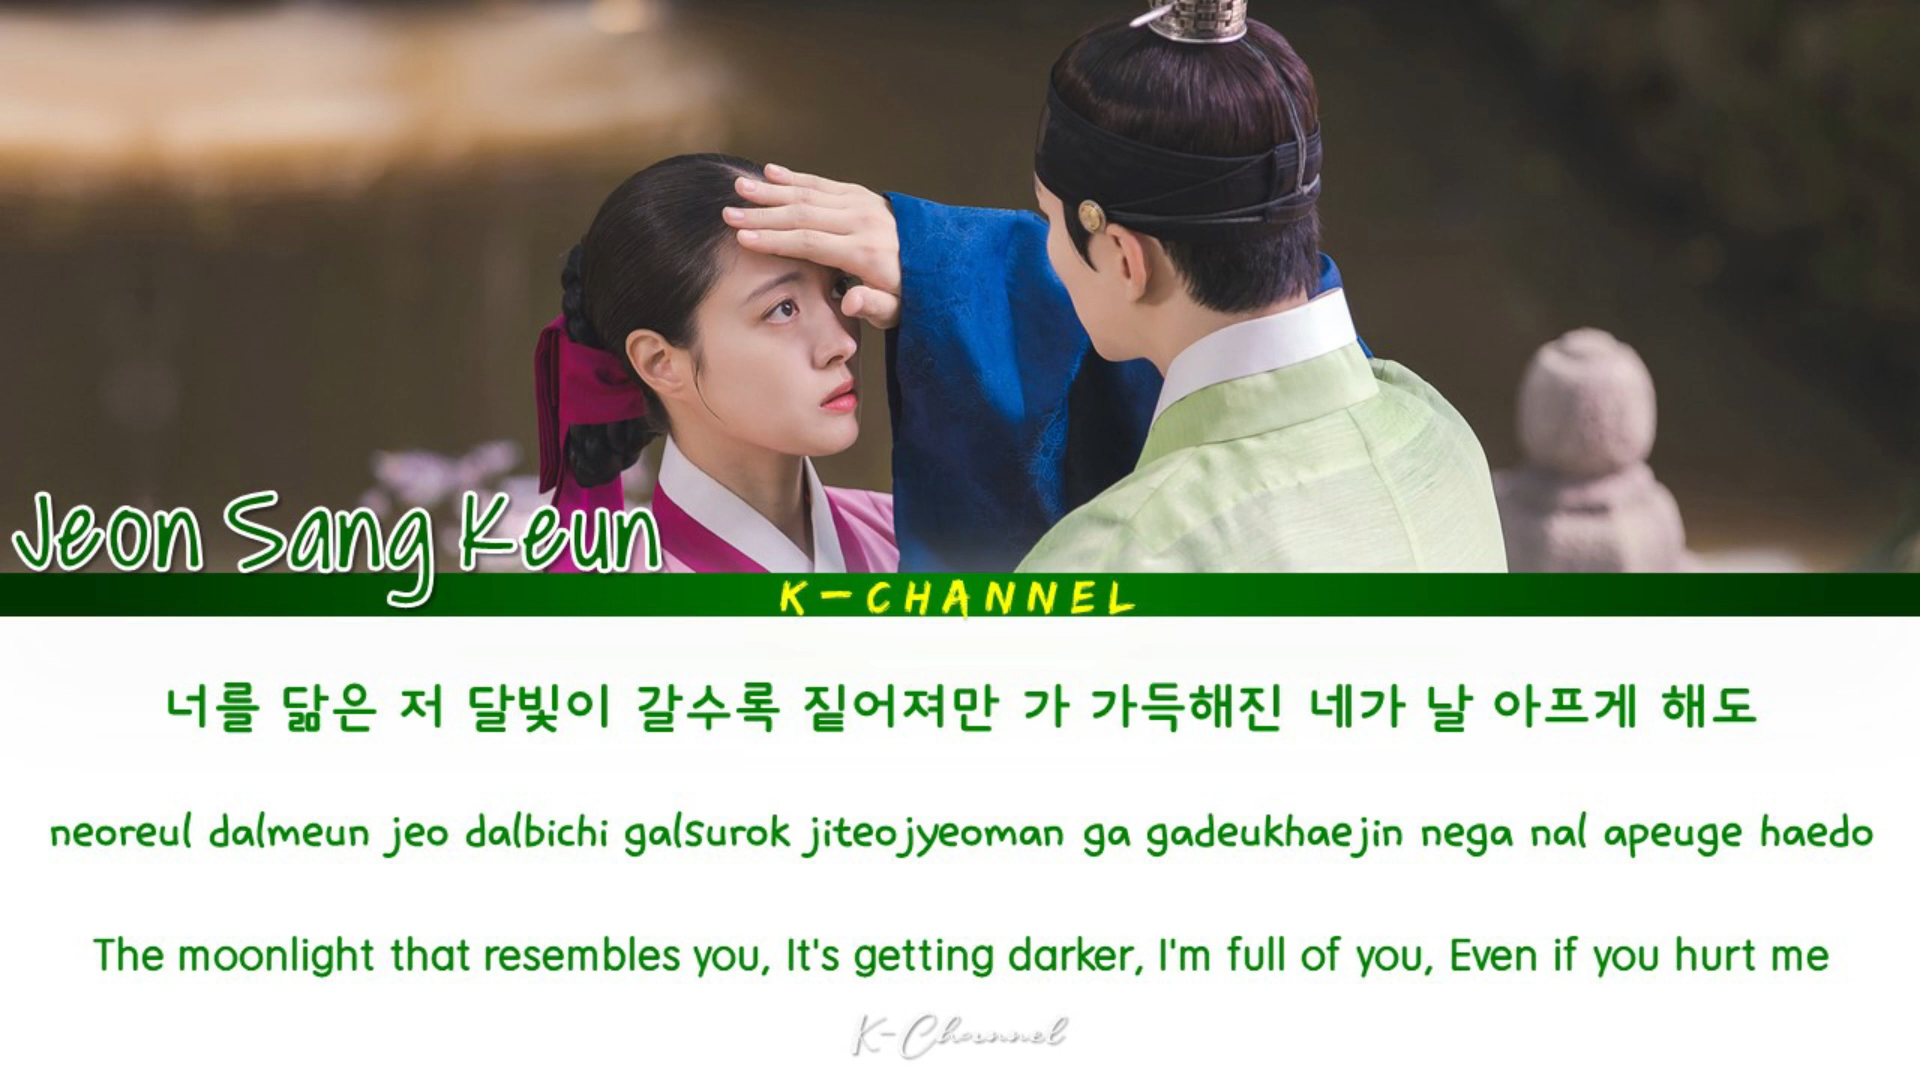 Jeon Sang Keun
K-CHANNEL
너를 닮은 저 달빛이 갈수록 짙어져만 가 가득해진 네가 날 아프게 해도
neoreul dalmeun jeo dalbichi galsurok jiteojyeoman ga gadeukhaejin nega nal apeuge haedo
The moonlight that resembles you, It's getting darker, I'm full of you, Even if you hurt me
K-Channel